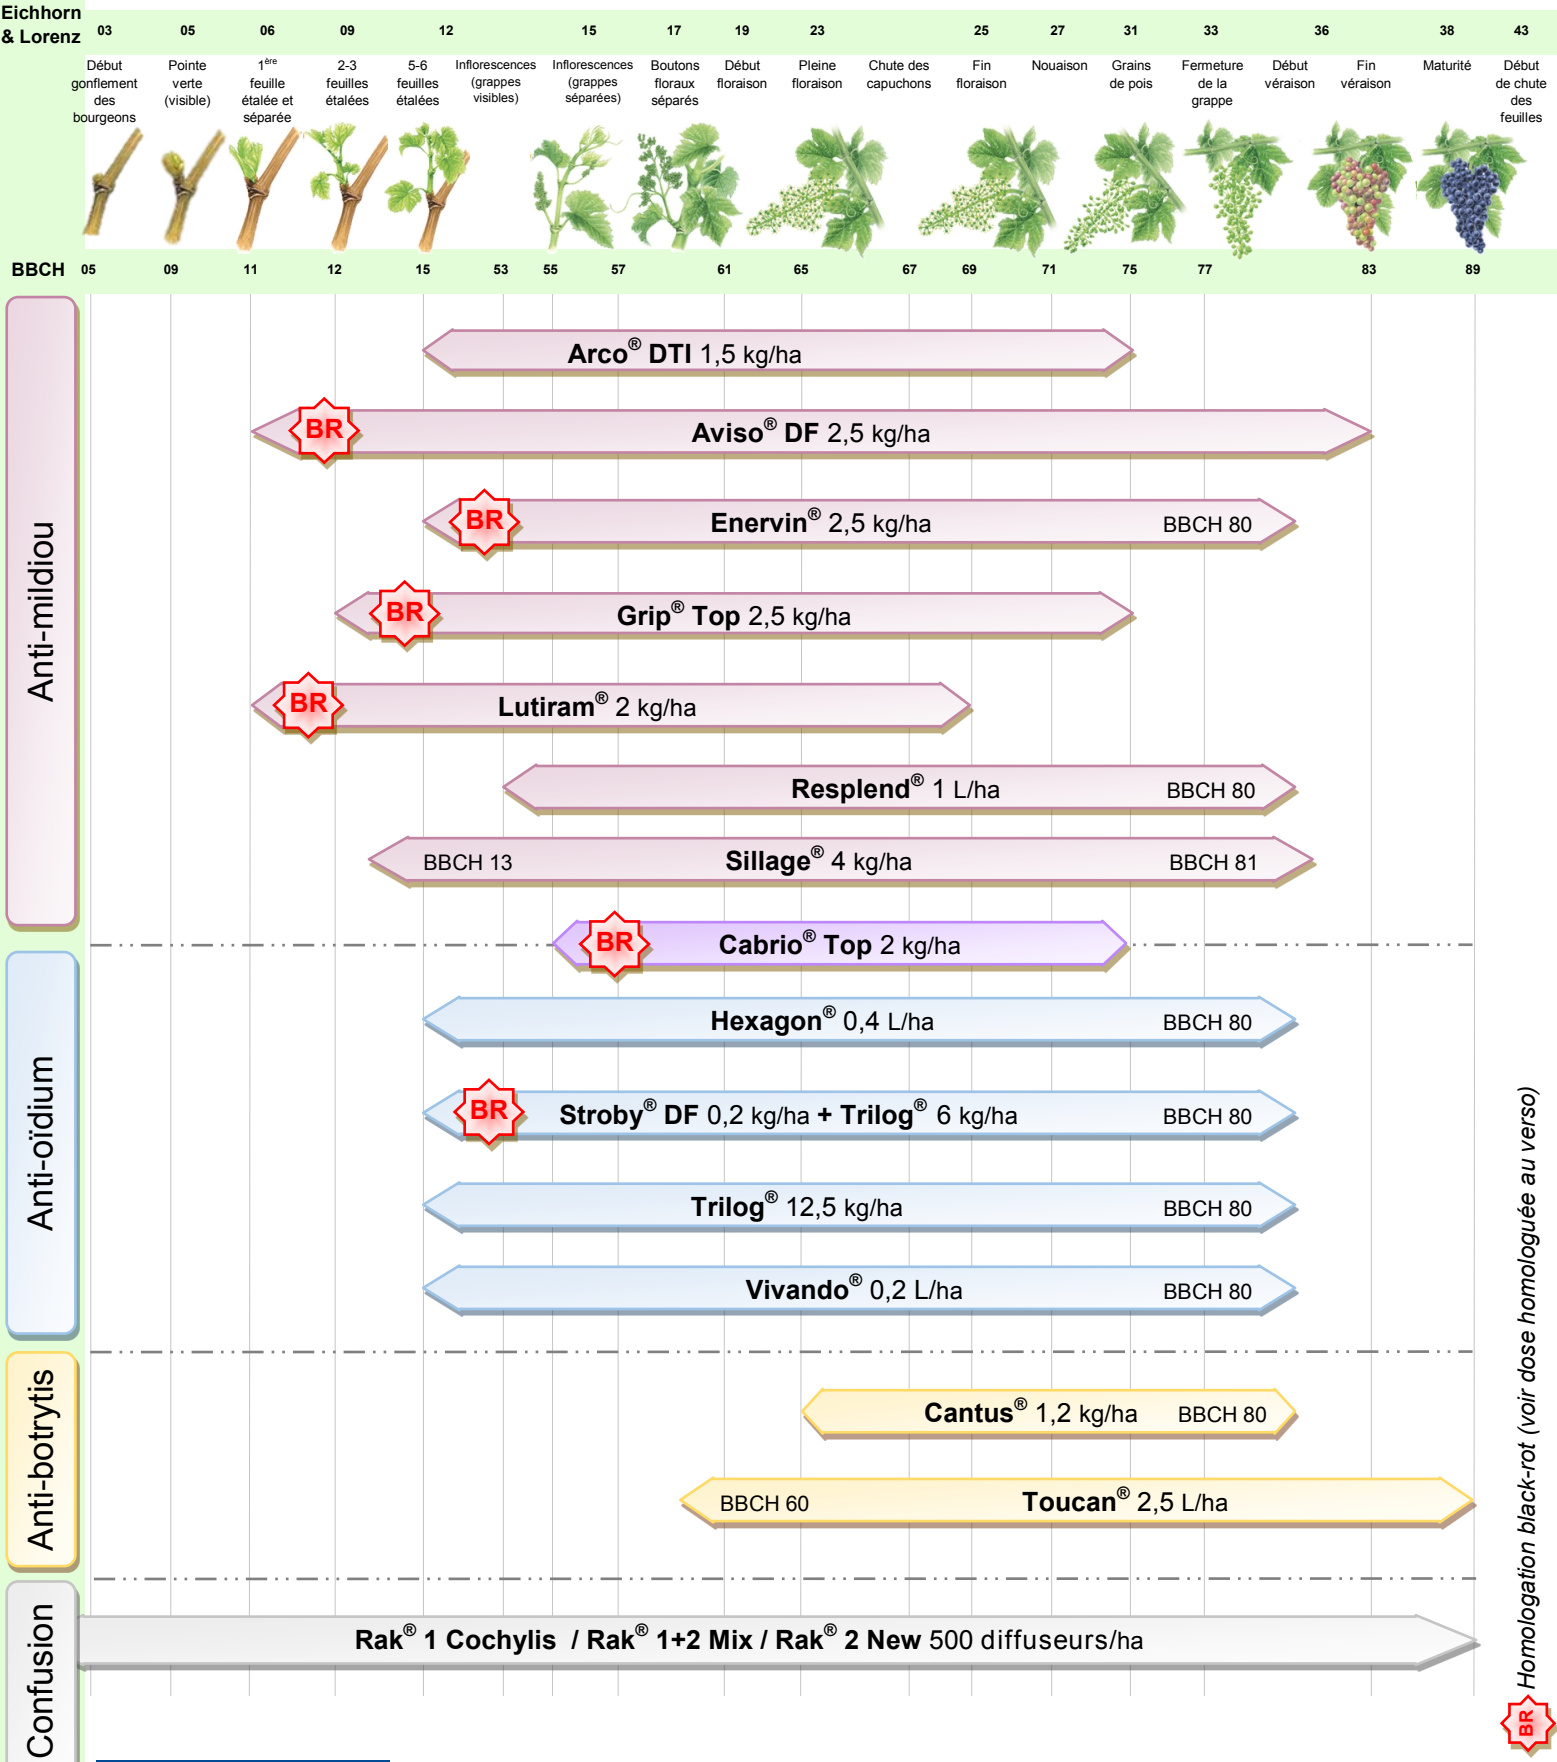 Eichhorn
& Lorenz
03 05 06 09 12 15 17 19 23 25 27 31 33 36 38 43
Début
gonflement
des
bourgeons
Pointe
verte
(visible)
1ère
feuille
étalée et
séparée
2-3
feuilles
étalées
5-6
feuilles
étalées
Inflorescences
(grappes
visibles)
Inflorescences
(grappes
séparées)
Boutons
floraux
séparés
Début
floraison
Pleine
floraison
Chute des
capuchons
Fin
floraison
Nouaison
Grains
de pois
Fermeture
de la
grappe
Début
véraison
Fin
véraison
Maturité
Début
de chute
des
feuilles
BBCH 05 09 11 12 15 53 55 57 61 65 67 69 71 75 77 83 89
Anti-mildiou
Arco® DTI 1,5 kg/ha
BR Aviso® DF 2,5 kg/ha
BR Enervin® 2,5 kg/ha BBCH 80
BR Grip® Top 2,5 kg/ha
BR Lutiram® 2 kg/ha
Resplend® 1 L/ha BBCH 80
BBCH 13 Sillage® 4 kg/ha BBCH 81
BR Cabrio® Top 2 kg/ha
Anti-oïdium
Hexagon® 0,4 L/ha BBCH 80
BR Stroby® DF 0,2 kg/ha + Trilog® 6 kg/ha BBCH 80
Trilog® 12,5 kg/ha BBCH 80
Vivando® 0,2 L/ha BBCH 80
Anti-botrytis
Cantus® 1,2 kg/ha BBCH 80
BBCH 60 Toucan® 2,5 L/ha
Confusion
Rak® 1 Cochylis / Rak® 1+2 Mix / Rak® 2 New 500 diffuseurs/ha
BR Homologation black-rot (voir dose homologuée au verso)